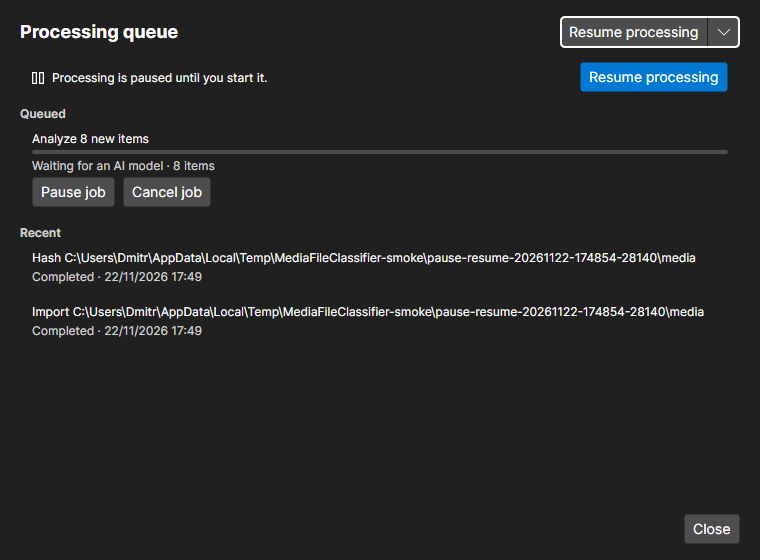 Processing queue
Resume processing
Processing is paused until you start it.
Resume processing
Queued
Analyze 8 new items
Waiting for an AI model · 8 items
Pause job
Cancel job
Recent
Hash C:\Users\Dmitr\AppData\Local\Temp\MediaFileClassifier-smoke\pause-resume-20261122-174854-28140\media
Completed · 22/11/2026 17:49
Import C:\Users\Dmitr\AppData\Local\Temp\MediaFileClassifier-smoke\pause-resume-20261122-174854-28140\media
Completed · 22/11/2026 17:49
Close